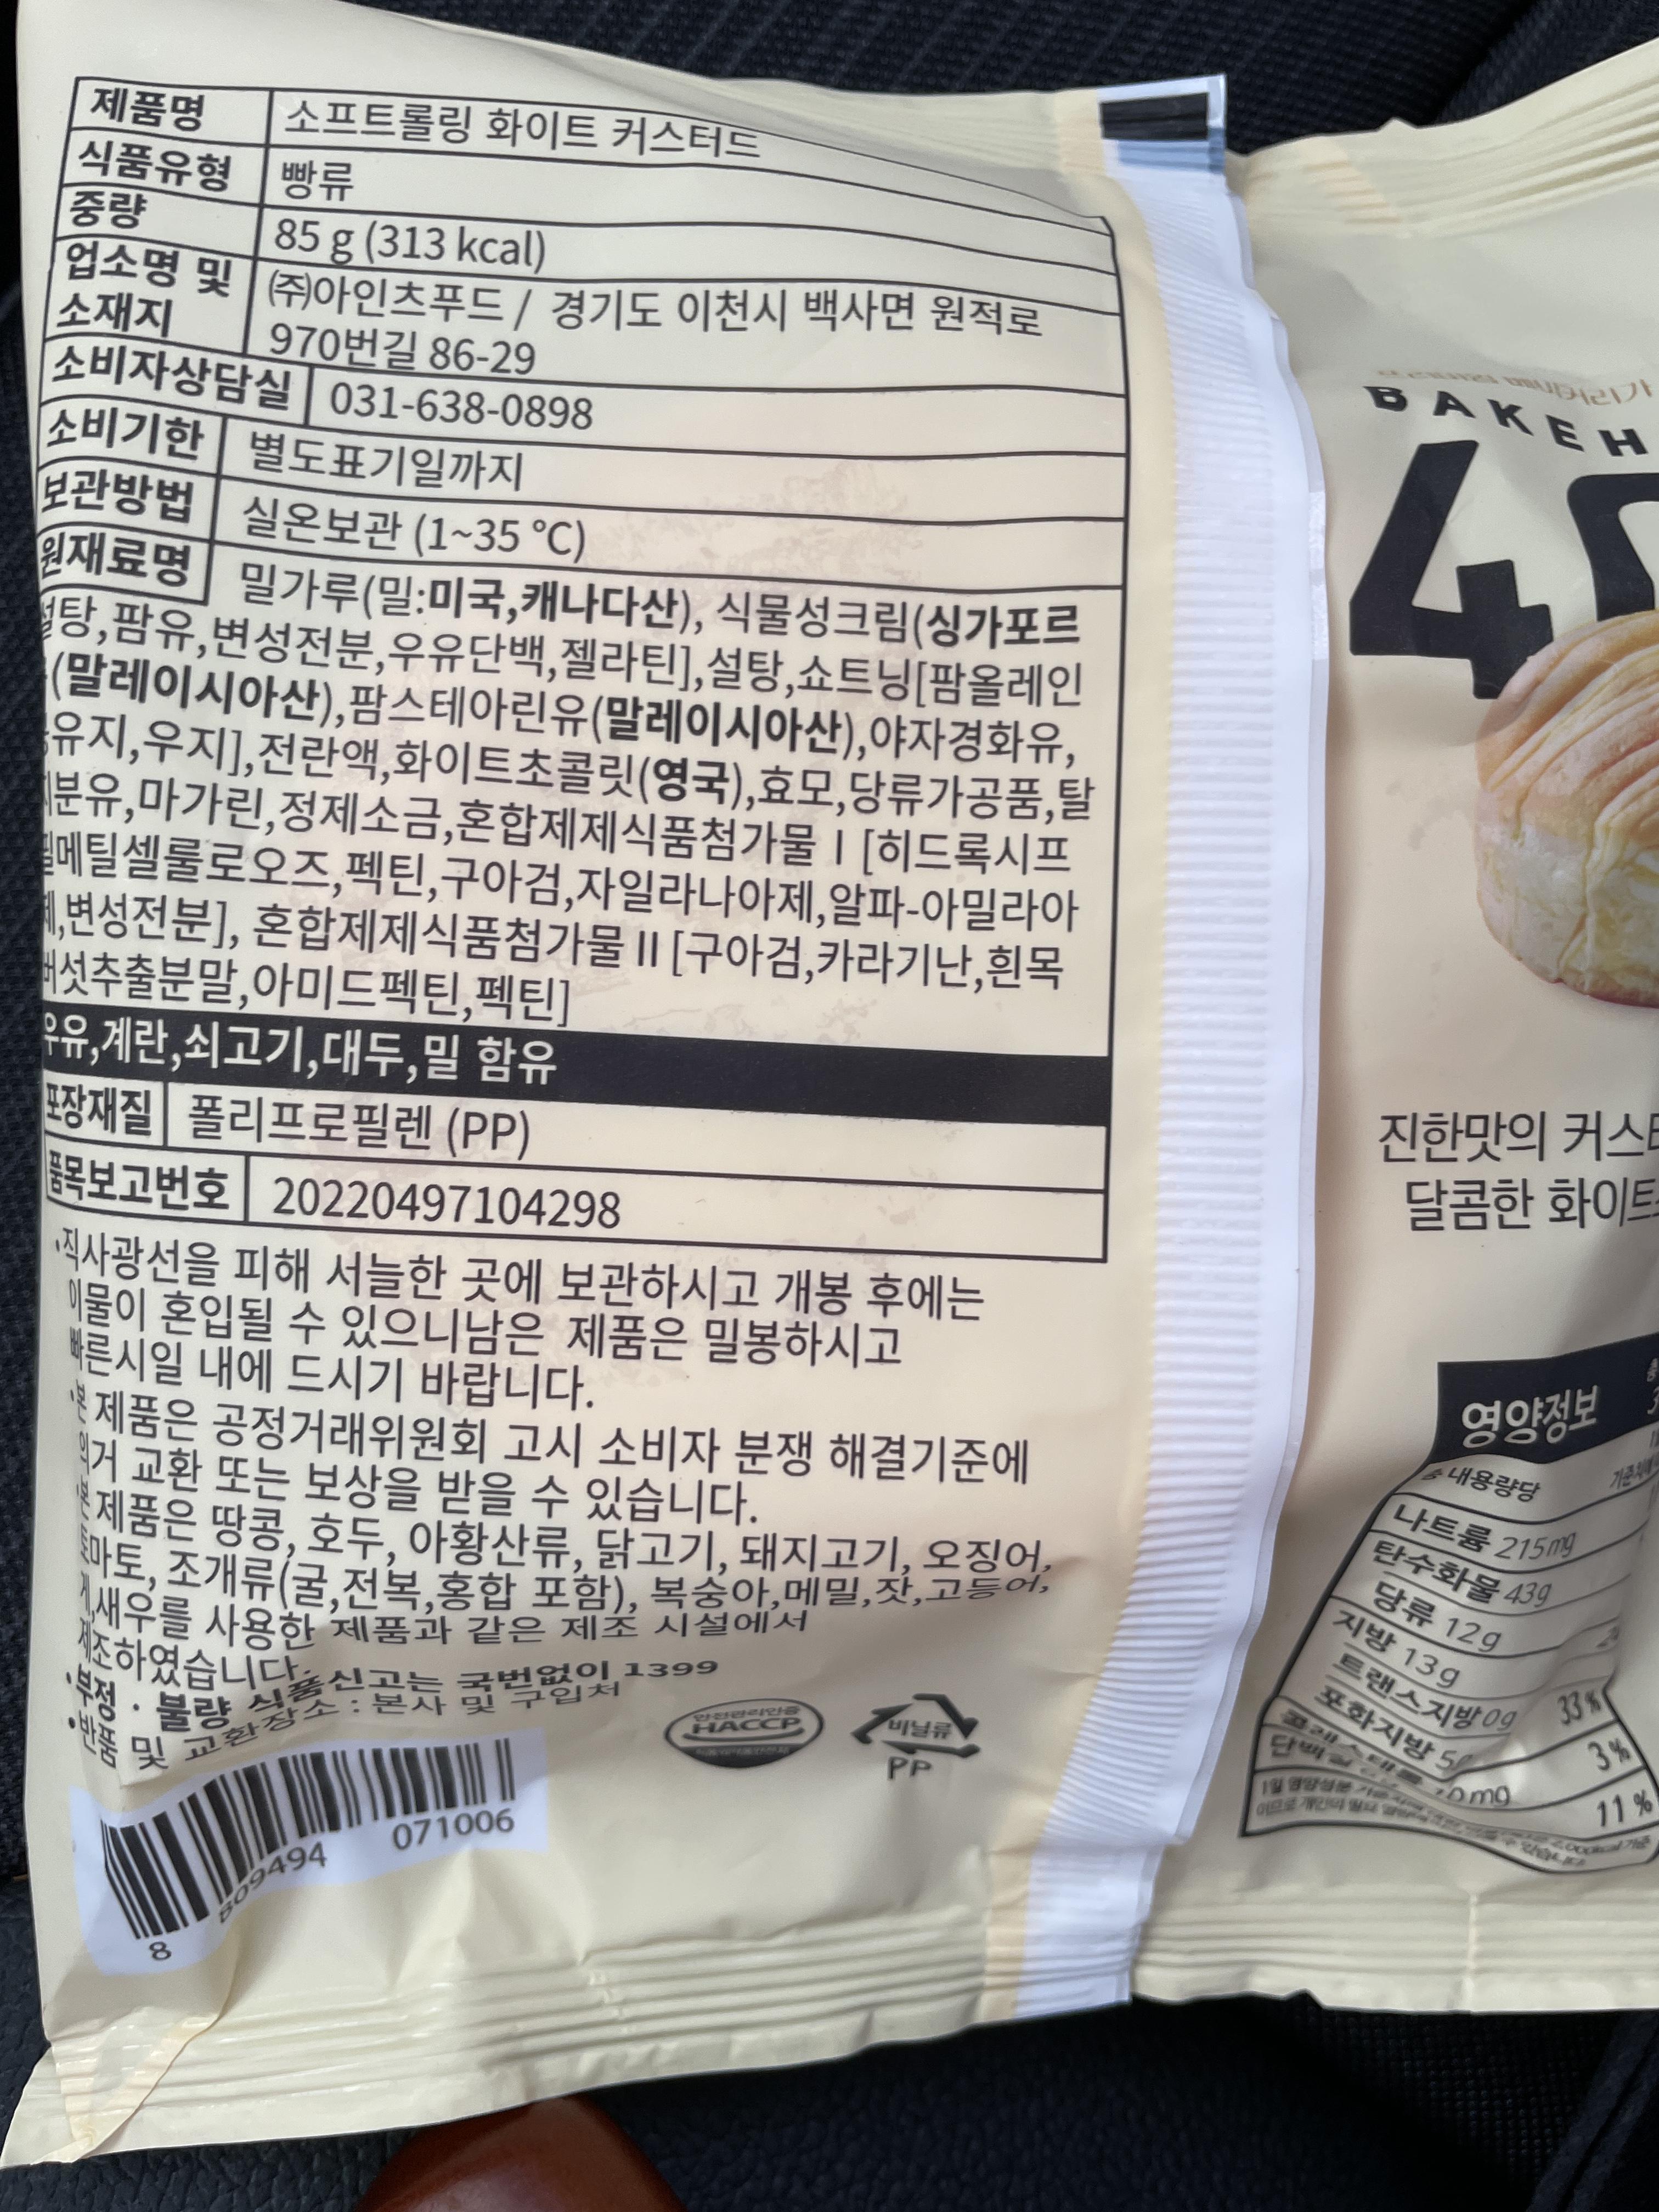 제품명 소프트롤링 화이트 커스터드
식품유형 빵류
중량 85 g (313 kcal)
업소명 및 소재지 ㈜아인츠푸드 / 경기도 이천시 백사면 원적로
970번길 86-29
소비자상담실 031-638-0898
소비기한 별도표기일까지
보관방법 실온보관 (1~35 ℃)
원재료명 밀가루(밀:미국,캐나다산), 식물성크림(싱가포르
설탕,팜유,변성전분,우유단백,젤라틴],설탕,쇼트닝[팜올레인
(말레이시아산),팜스테아린유(말레이시아산),야자경화유,
유지,우지],전란액,화이트초콜릿(영국),효모,당류가공품,탈
지분유,마가린,정제소금,혼합제제식품첨가물 I [히드록시프
필메틸셀룰로오즈,펙틴,구아검,자일라나아제,알파-아밀라아
제,변성전분], 혼합제제식품첨가물 II [구아검,카라기난,흰목
버섯추출분말,아미드펙틴,펙틴]
우유,계란,쇠고기,대두,밀 함유
포장재질 폴리프로필렌 (PP)
품목보고번호 20220497104298
·직사광선을 피해 서늘한 곳에 보관하시고 개봉 후에는
이물이 혼입될 수 있으니남은 제품은 밀봉하시고
빠른시일 내에 드시기 바랍니다.
·본 제품은 공정거래위원회 고시 소비자 분쟁 해결기준에
의거 교환 또는 보상을 받을 수 있습니다.
·본 제품은 땅콩, 호두, 아황산류, 닭고기, 돼지고기, 오징어,
토마토, 조개류(굴,전복,홍합 포함), 복숭아,메밀,잣,고등어,
게,새우를 사용한 제품과 같은 제조 시설에서
제조하였습니다.
·부정 · 불량 식품신고는 국번없이 1399
·반품 및 교환장소 : 본사 및 구입처
안전관리인증
HACCP
비닐류
PP
8 809494 071006
BAKEH
진한맛의
달콤한 화이트
영양정보
총 내용량당
나트륨 215mg
탄수화물 43g
당류 12g
지방 13g
트랜스지방 0g
포화지방 33%
콜레스테롤 10mg 3%
단백질 11%